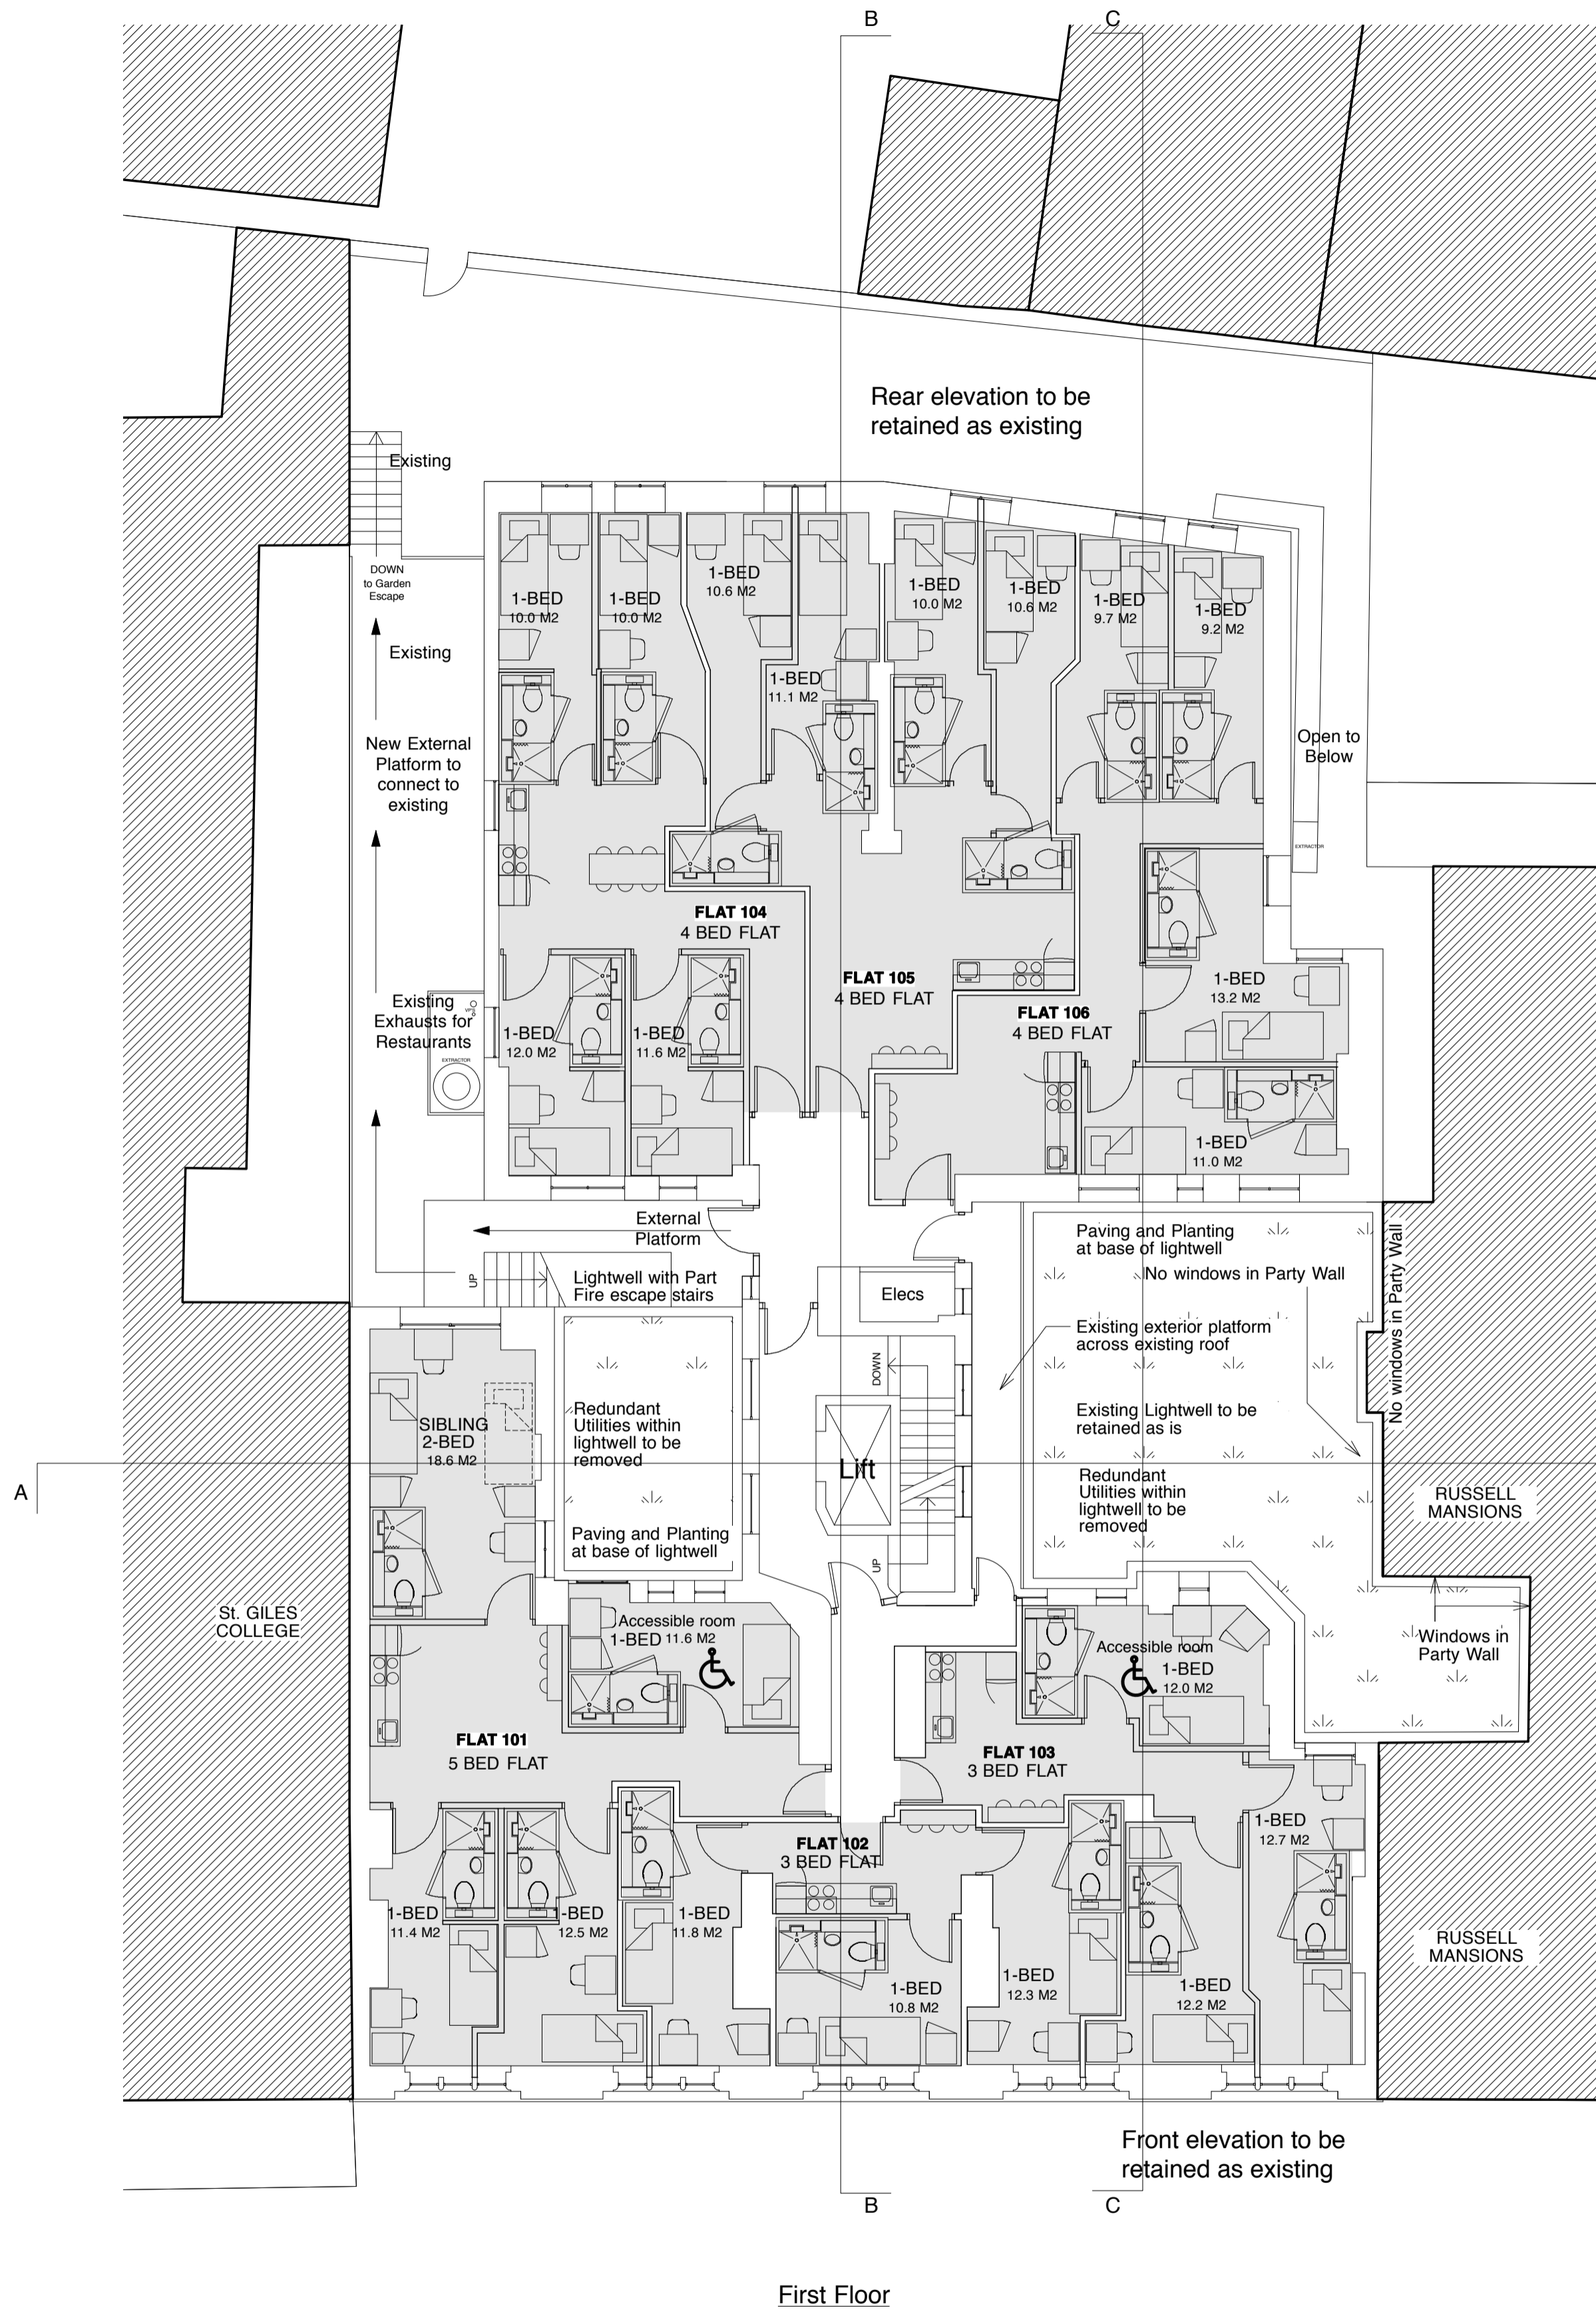 B
C
Rear elevation to be
retained as existing
Existing
DOWN
to Garden
Escape
Existing
New External
Platform to
connect to
existing
Existing
Exhausts for
Restaurants
EXTRACTOR
1-BED
10.0 M2
1-BED
10.0 M2
1-BED
10.6 M2
1-BED
11.1 M2
1-BED
10.0 M2
1-BED
10.6 M2
1-BED
9.7 M2
1-BED
9.2 M2
Open to
Below
EXTRACTOR
FLAT 104
4 BED FLAT
FLAT 105
4 BED FLAT
FLAT 106
4 BED FLAT
1-BED
13.2 M2
1-BED
12.0 M2
1-BED
11.6 M2
1-BED
11.0 M2
External
Platform
UP
Lightwell with Part
Fire escape stairs
Elecs
Paving and Planting
at base of lightwell
No windows in Party Wall
No windows in Party Wall
Existing exterior platform
across existing roof
Existing Lightwell to be
retained as is
Redundant
Utilities within
lightwell to be
removed
DOWN
Lift
UP
SIBLING
2-BED
18.6 M2
Redundant
Utilities within
lightwell to be
removed
Paving and Planting
at base of lightwell
A
RUSSELL
MANSIONS
St. GILES
COLLEGE
Accessible room
1-BED 11.6 M2
Accessible room
1-BED
12.0 M2
Windows in
Party Wall
FLAT 101
5 BED FLAT
FLAT 103
3 BED FLAT
FLAT 102
3 BED FLAT
1-BED
12.7 M2
1-BED
11.4 M2
-BED
12.5 M2
1-BED
11.8 M2
1-BED
10.8 M2
1-BED
12.3 M2
1-BED
12.2 M2
RUSSELL
MANSIONS
Front elevation to be
retained as existing
B
C
First Floor